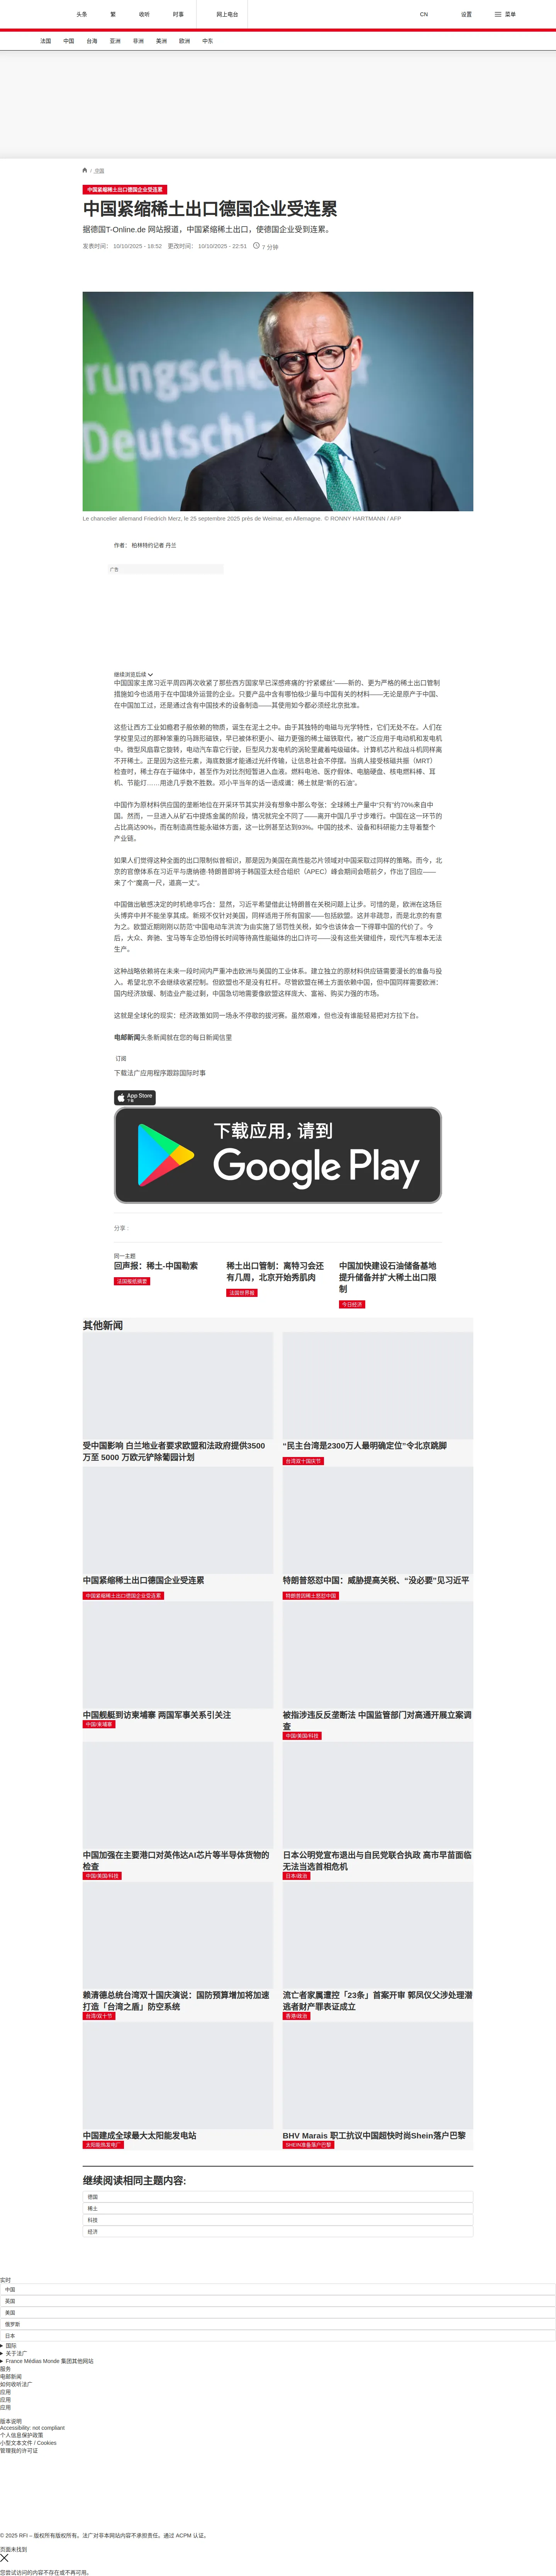 头条
繁
收听
时事
网上电台
CN
设置
菜单
法国
中国
台海
亚洲
非洲
美洲
欧洲
中东
/ 中国
中国紧缩稀土出口德国企业受连累
中国紧缩稀土出口德国企业受连累
据德国T-Online.de 网站报道，中国紧缩稀土出口，使德国企业受到连累。
发表时间： 10/10/2025 - 18:52 更改时间： 10/10/2025 - 22:51 7 分钟
rungscher
Deutsch
Le chancelier allemand Friedrich Merz, le 25 septembre 2025 près de Weimar, en Allemagne. © RONNY HARTMANN / AFP
作者： 柏林特约记者 丹兰
广告
继续浏览后续
中国国家主席习近平周四再次收紧了那些西方国家早已深感疼痛的“拧紧螺丝”——新的、更为严格的稀土出口管制
措施如今也适用于在中国境外运营的企业。只要产品中含有哪怕极少量与中国有关的材料——无论是原产于中国、
在中国加工过，还是通过含有中国技术的设备制造——其使用如今都必须经北京批准。
这些让西方工业如瘾君子般依赖的物质，诞生在泥土之中。由于其独特的电磁与光学特性，它们无处不在。人们在
学校里见过的那种笨重的马蹄形磁铁，早已被体积更小、磁力更强的稀土磁铁取代，被广泛应用于电动机和发电机
中。微型风扇靠它旋转，电动汽车靠它行驶，巨型风力发电机的涡轮里藏着吨级磁体。计算机芯片和战斗机同样离
不开稀土。正是因为这些元素，海底数据才能通过光纤传输，让信息社会不停摆。当病人接受核磁共振（MRT）
检查时，稀土存在于磁体中，甚至作为对比剂短暂进入血液。燃料电池、医疗假体、电脑硬盘、核电燃料棒、耳
机、节能灯……用途几乎数不胜数。邓小平当年的话一语成谶：稀土就是“新的石油”。
中国作为原材料供应国的垄断地位在开采环节其实并没有想象中那么夸张：全球稀土产量中“只有”约70%来自中
国。然而，一旦进入从矿石中提炼金属的阶段，情况就完全不同了——离开中国几乎寸步难行。中国在这一环节的
占比高达90%，而在制造高性能永磁体方面，这一比例甚至达到93%。中国的技术、设备和科研能力主导着整个
产业链。
如果人们觉得这种全面的出口限制似曾相识，那是因为美国在高性能芯片领域对中国采取过同样的策略。而今，北
京的官僚体系在习近平与唐纳德·特朗普即将于韩国亚太经合组织（APEC）峰会期间会晤前夕，作出了回应——
来了个“魔高一尺，道高一丈”。
中国做出敏感决定的时机绝非巧合：显然，习近平希望借此让特朗普在关税问题上让步。可惜的是，欧洲在这场巨
头博弈中并不能坐享其成、新规不仅针对美国，同样适用于所有国家——包括欧盟。这并非疏忽，而是北京的有意
为之。欧盟近期刚刚以防范“中国电动车洪流”为由实施了惩罚性关税，如今也该体会一下得罪中国的代价了。今
后，大众、奔驰、宝马等车企恐怕得长时间等待高性能磁体的出口许可——没有这些关键组件，现代汽车根本无法
生产。
这种战略依赖将在未来一段时间内严重冲击欧洲与美国的工业体系。建立独立的原材料供应链需要漫长的准备与投
入。希望北京不会继续收紧控制。但欧盟也不是没有杠杆。尽管欧盟在稀土方面依赖中国，但中国同样需要欧洲：
国内经济放缓、制造业产能过剩，中国急切地需要像欧盟这样庞大、富裕、购买力强的市场。
这就是全球化的现实：经济政策如同一场永不停歇的拔河赛。虽然艰难，但也没有谁能轻易把对方拉下台。
电邮新闻头条新闻就在您的每日新闻信里
订阅
下载法广应用程序跟踪国际时事
App Store
下载
下载应用，请到
Google Play
分享 :
同一主题
回声报：稀土-中国勒索
法国报纸摘要
稀土出口管制：离特习会还
有几周，北京开始秀肌肉
法国世界报
中国加快建设石油储备基地
提升储备并扩大稀土出口限
制
今日经济
其他新闻
受中国影响 白兰地业者要求欧盟和法政府提供3500
万至 5000 万欧元铲除葡园计划
“民主台湾是2300万人最明确定位”令北京跳脚
台湾双十国庆节
中国紧缩稀土出口德国企业受连累
中国紧缩稀土出口德国企业受连累
特朗普怒怼中国：威胁提高关税、“没必要”见习近平
特朗普因稀土怒怼中国
中国舰艇到访柬埔寨 两国军事关系引关注
中国/柬埔寨
被指涉违反反垄断法 中国监管部门对高通开展立案调
查
中国/美国/科技
中国加强在主要港口对英伟达AI芯片等半导体货物的
检查
中国/美国/科技
日本公明党宣布退出与自民党联合执政 高市早苗面临
无法当选首相危机
日本/政治
赖清德总统台湾双十国庆演说：国防预算增加将加速
打造「台湾之盾」防空系统
台湾/双十节
流亡者家属遭控「23条」首案开审 郭凤仪父涉处理潜
逃者财产罪表证成立
香港/政治
中国建成全球最大太阳能发电站
太阳能热发电厂
BHV Marais 职工抗议中国超快时尚Shein落户巴黎
SHEIN准备落户巴黎
继续阅读相同主题内容:
德国
稀土
科技
经济
实时
中国
英国
美国
俄罗斯
日本
国际
关于法广
France Médias Monde 集团其他网站
服务
电邮新闻
如何收听法广
应用
应用
应用
版本说明
Accessibility: not compliant
个人信息保护政策
小型文本文件 / Cookies
管理我的许可证
© 2025 RFI – 版权所有版权所有。法广对非本网站内容不承担责任。通过 ACPM 认证。
页面未找到
您尝试访问的内容不存在或不再可用。